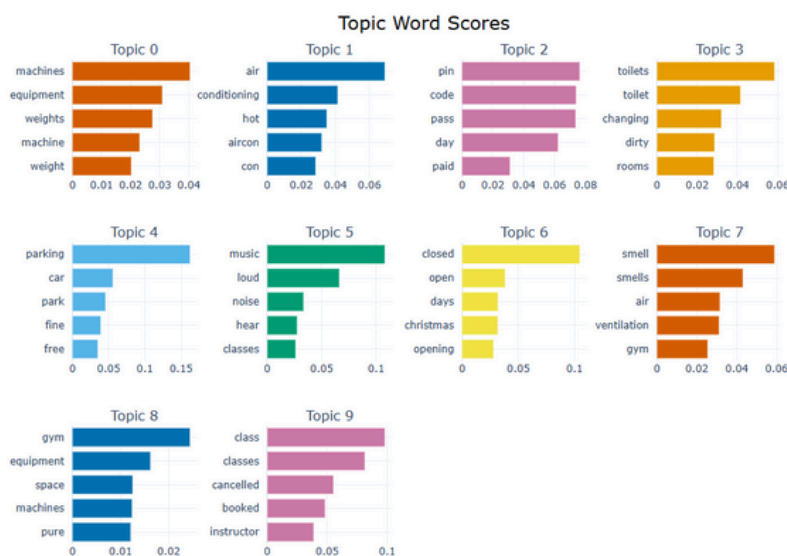 Topic Word Scores
Topic 0
machines
equipment
weights
machine
weight
0 0.01 0.02 0.03 0.04
Topic 1
air
conditioning
hot
aircon
con
0 0.02 0.04 0.06
Topic 2
pin
code
pass
day
paid
0 0.02 0.04 0.06 0.08
Topic 3
toilets
toilet
changing
dirty
rooms
0 0.02 0.04 0.06
Topic 4
parking
car
park
fine
free
0 0.05 0.1 0.15
Topic 5
music
loud
noise
hear
classes
0 0.05 0.1
Topic 6
closed
open
days
christmas
opening
0 0.05 0.1
Topic 7
smell
smells
air
ventilation
gym
0 0.02 0.04 0.06
Topic 8
gym
equipment
space
machines
pure
0 0.01 0.02
Topic 9
class
classes
cancelled
booked
instructor
0 0.05 0.1